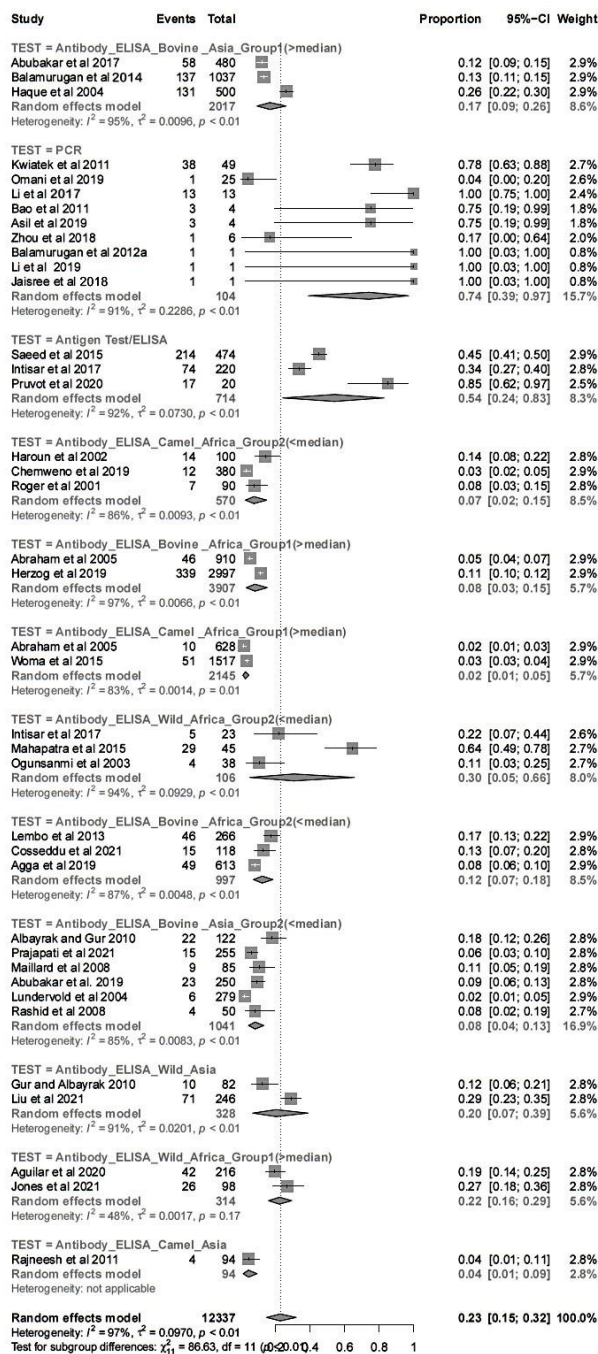 Study Events Total Proportion 95%−CI Weight
TEST = Antibody_ELISA_Bovine _Asia_Group1(>median)
Abubakar et al 2017 58 480 0.12 [0.09; 0.15] 2.9%
Balamurugan et al 2014 137 1037 0.13 [0.11; 0.15] 2.9%
Haque et al 2004 131 500 0.26 [0.22; 0.30] 2.9%
Random effects model 2017 0.17 [0.09; 0.26] 8.6%
Heterogeneity: I² = 95%, τ² = 0.0096, p < 0.01
TEST = PCR
Kwiatek et al 2011 38 49 0.78 [0.63; 0.88] 2.7%
Omani et al 2019 1 25 0.04 [0.00; 0.20] 2.6%
Li et al 2017 13 13 1.00 [0.75; 1.00] 2.4%
Bao et al 2011 3 4 0.75 [0.19; 0.99] 1.8%
Asil et al 2019 3 4 0.75 [0.19; 0.99] 1.8%
Zhou et al 2018 1 6 0.17 [0.00; 0.64] 2.0%
Balamurugan et al 2012a 1 1 1.00 [0.03; 1.00] 0.8%
Li et al  2019 1 1 1.00 [0.03; 1.00] 0.8%
Jaisree et al 2018 1 1 1.00 [0.03; 1.00] 0.8%
Random effects model 104 0.74 [0.39; 0.97] 15.7%
Heterogeneity: I² = 91%, τ² = 0.2286, p < 0.01
TEST = Antigen Test/ELISA
Saeed et al 2015 214 474 0.45 [0.41; 0.50] 2.9%
Intisar et al 2017 74 220 0.34 [0.27; 0.40] 2.8%
Pruvot et al 2020 17 20 0.85 [0.62; 0.97] 2.5%
Random effects model 714 0.54 [0.24; 0.83] 8.3%
Heterogeneity: I² = 92%, τ² = 0.0730, p < 0.01
TEST = Antibody_ELISA_Camel_Africa_Group2(<median)
Haroun et al 2002 14 100 0.14 [0.08; 0.22] 2.8%
Chemweno et al 2019 12 380 0.03 [0.02; 0.05] 2.9%
Roger et al 2001 7 90 0.08 [0.03; 0.15] 2.8%
Random effects model 570 0.07 [0.02; 0.15] 8.5%
Heterogeneity: I² = 86%, τ² = 0.0093, p < 0.01
TEST = Antibody_ELISA_Bovine _Africa_Group1(>median)
Abraham et al 2005 46 910 0.05 [0.04; 0.07] 2.9%
Herzog et al 2019 339 2997 0.11 [0.10; 0.12] 2.9%
Random effects model 3907 0.08 [0.03; 0.15] 5.7%
Heterogeneity: I² = 97%, τ² = 0.0066, p < 0.01
TEST = Antibody_ELISA_Camel _Africa_Group1(>median)
Abraham et al 2005 10 628 0.02 [0.01; 0.03] 2.9%
Woma et al 2015 51 1517 0.03 [0.03; 0.04] 2.9%
Random effects model 2145 0.02 [0.01; 0.05] 5.7%
Heterogeneity: I² = 83%, τ² = 0.0014, p = 0.01
TEST = Antibody_ELISA_Wild_Africa_Group2(<median)
Intisar et al 2017 5 23 0.22 [0.07; 0.44] 2.6%
Mahapatra et al 2015 29 45 0.64 [0.49; 0.78] 2.7%
Ogunsanmi et al 2003 4 38 0.11 [0.03; 0.25] 2.7%
Random effects model 106 0.30 [0.05; 0.66] 8.0%
Heterogeneity: I² = 94%, τ² = 0.0929, p < 0.01
TEST = Antibody_ELISA_Bovine _Africa_Group2(<median)
Lembo et al 2013 46 266 0.17 [0.13; 0.22] 2.9%
Cosseddu et al 2021 15 118 0.13 [0.07; 0.20] 2.8%
Agga et al 2019 49 613 0.08 [0.06; 0.10] 2.9%
Random effects model 997 0.12 [0.07; 0.18] 8.5%
Heterogeneity: I² = 87%, τ² = 0.0048, p < 0.01
TEST = Antibody_ELISA_Bovine _Asia_Group2(<median)
Albayrak and Gur 2010 22 122 0.18 [0.12; 0.26] 2.8%
Prajapati et al 2021 15 255 0.06 [0.03; 0.10] 2.8%
Maillard et al 2008 9 85 0.11 [0.05; 0.19] 2.8%
Abubakar et al. 2019 23 250 0.09 [0.06; 0.13] 2.8%
Lundervold et al 2004 6 279 0.02 [0.01; 0.05] 2.9%
Rashid et al 2008 4 50 0.08 [0.02; 0.19] 2.7%
Random effects model 1041 0.08 [0.04; 0.13] 16.9%
Heterogeneity: I² = 85%, τ² = 0.0083, p < 0.01
TEST = Antibody_ELISA_Wild_Asia
Gur and Albayrak 2010 10 82 0.12 [0.06; 0.21] 2.8%
Liu et al 2021 71 246 0.29 [0.23; 0.35] 2.8%
Random effects model 328 0.20 [0.07; 0.39] 5.6%
Heterogeneity: I² = 91%, τ² = 0.0201, p < 0.01
TEST = Antibody_ELISA_Wild_Africa_Group1(>median)
Aguilar et al 2020 42 216 0.19 [0.14; 0.25] 2.8%
Jones et al 2021 26 98 0.27 [0.18; 0.36] 2.8%
Random effects model 314 0.22 [0.16; 0.29] 5.6%
Heterogeneity: I² = 48%, τ² = 0.0017, p = 0.17
TEST = Antibody_ELISA_Camel_Asia
Rajneesh et al 2011 4 94 0.04 [0.01; 0.11] 2.8%
Random effects model 94 0.04 [0.01; 0.09] 2.8%
Heterogeneity: not applicable
Random effects model 12337 0.23 [0.15; 0.32] 100.0%
Heterogeneity: I² = 97%, τ² = 0.0970, p < 0.01
Test for subgroup differences: χ²₁₁ = 86.63, df = 11 (p < 0.01) 0.4 0.6 0.8 1